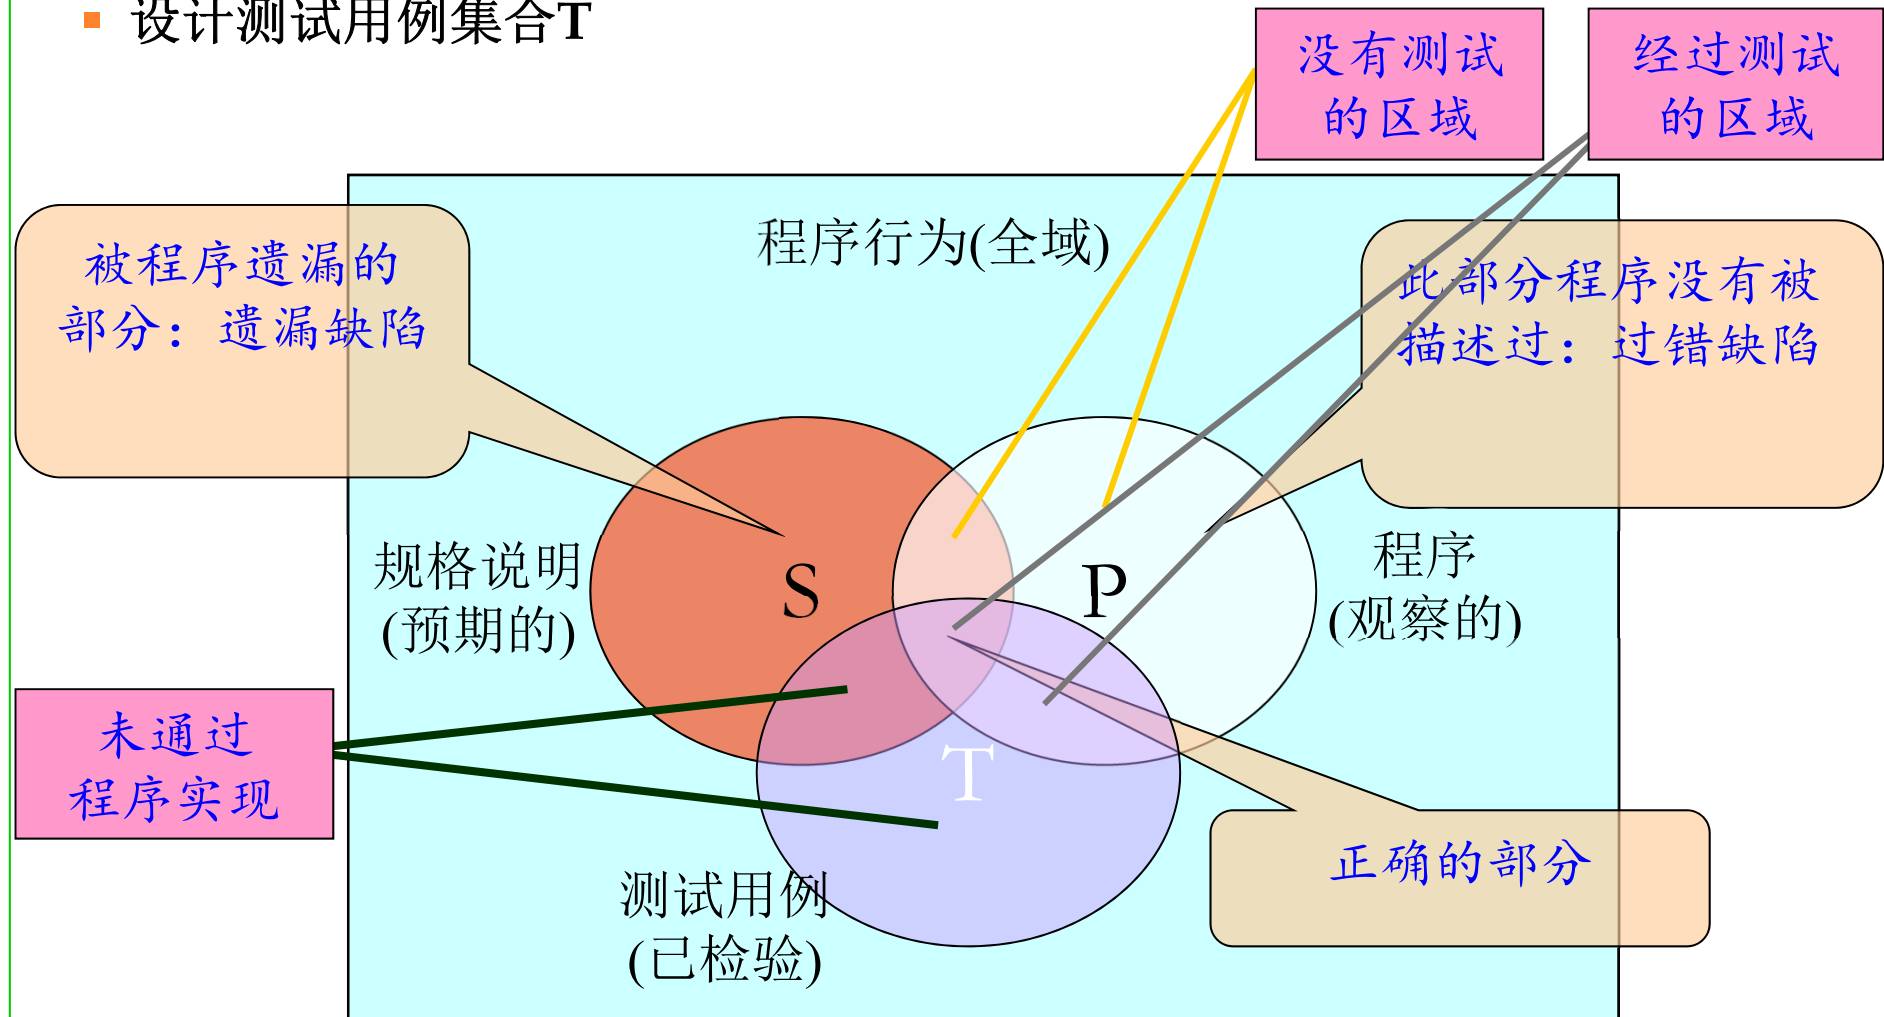 设计测试用例集合T
没有测试
的区域
经过测试
的区域
程序行为(全域)
被程序遗漏的
部分：遗漏缺陷
此部分程序没有被
描述过：过错缺陷
规格说明
(预期的)
S
P
程序
(观察的)
未通过
程序实现
T
正确的部分
测试用例
(已检验)